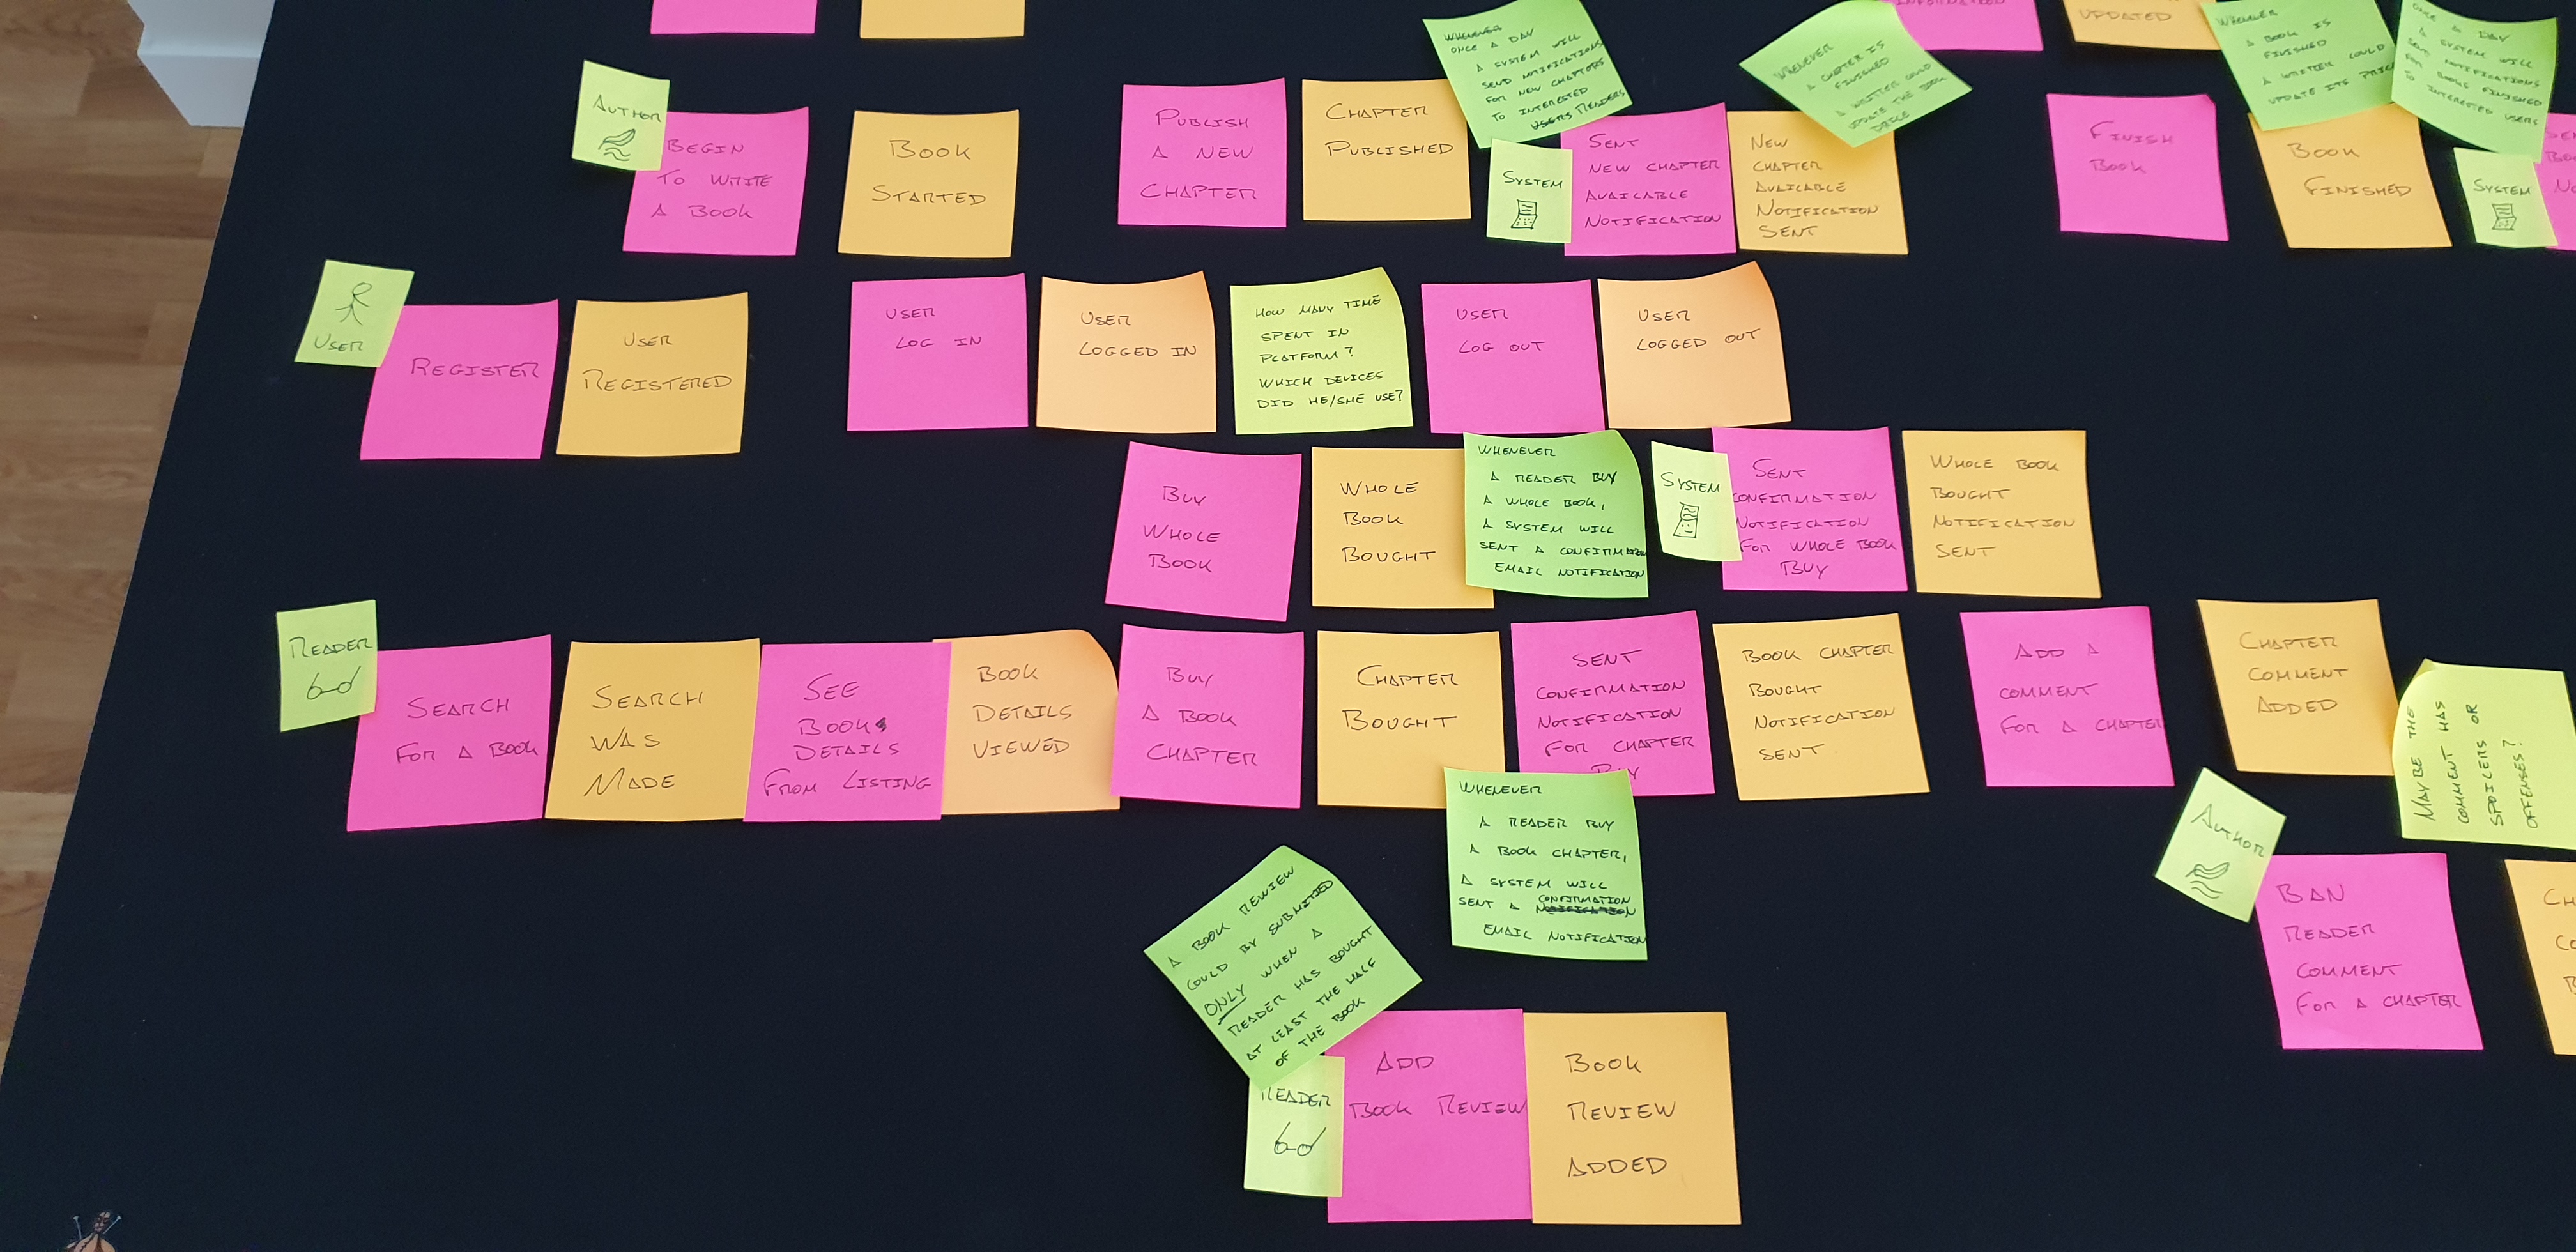 UPDATED
WHENEVER
ONCE A DAY
A SYSTEM WILL
SEND NOTIFICATIONS
FOR NEW CHAPTERS
TO INTERESTED
USERS READERS
WHENEVER
A CHAPTER IS
FINISHED
A WRITTER COULD
UPDATE THE BOOK
PRICE
WHENEVER
A BOOK IS
FINISHED
A WRITTER COULD
UPDATE ITS PRICE
ONCE A DAY
A SYSTEM WILL
SENT NOTIFICATIONS
FOR BOOKS FINISHED
TO INTERESTED USERS
AUTHOR
BEGIN
TO WRITE
A BOOK
BOOK
STARTED
PUBLISH
A NEW
CHAPTER
CHAPTER
PUBLISHED
SYSTEM
SENT
NEW CHAPTER
AVAILABLE
NOTIFICATION
NEW
CHAPTER
AVAILABLE
NOTIFICATION
SENT
FINISH
BOOK
BOOK
FINISHED
SYSTEM
USER
REGISTER
USER
REGISTERED
USER
LOG IN
USER
LOGGED IN
HOW MANY TIME
SPENT IN
PLATFORM?
WHICH DEVICES
DID HE/SHE USE?
USER
LOG OUT
USER
LOGGED OUT
BUY
WHOLE
BOOK
WHOLE
BOOK
BOUGHT
WHENEVER
A READER BUY
A WHOLE BOOK,
A SYSTEM WILL
SENT A CONFIRMATION
EMAIL NOTIFICATION
SYSTEM
SENT
CONFIRMATION
NOTIFICATION
FOR WHOLE BOOK
BUY
WHOLE BOOK
BOUGHT
NOTIFICATION
SENT
READER
SEARCH
FOR A BOOK
SEARCH
WAS
MADE
SEE
BOOKS
DETAILS
FROM LISTING
BOOK
DETAILS
VIEWED
BUY
A BOOK
CHAPTER
CHAPTER
BOUGHT
SENT
CONFIRMATION
NOTIFICATION
FOR CHAPTER
BUY
BOOK CHAPTER
BOUGHT
NOTIFICATION
SENT
ADD A
COMMENT
FOR A CHAPTER
CHAPTER
COMMENT
ADDED
MAYBE THE
COMMENT HAS
SPOILERS OR
OFFENSES?
WHENEVER
A READER BUY
A BOOK CHAPTER,
A SYSTEM WILL
SENT A CONFIRMATION
EMAIL NOTIFICATION
AUTHOR
BAN
READER
COMMENT
FOR A CHAPTER
A BOOK REWIEW
COULD BY SUBMITED
ONLY WHEN A
READER HAS BOUGHT
AT LEAST THE HALF
OF THE BOOK
READER
ADD
BOOK REVIEW
BOOK
REVIEW
ADDED